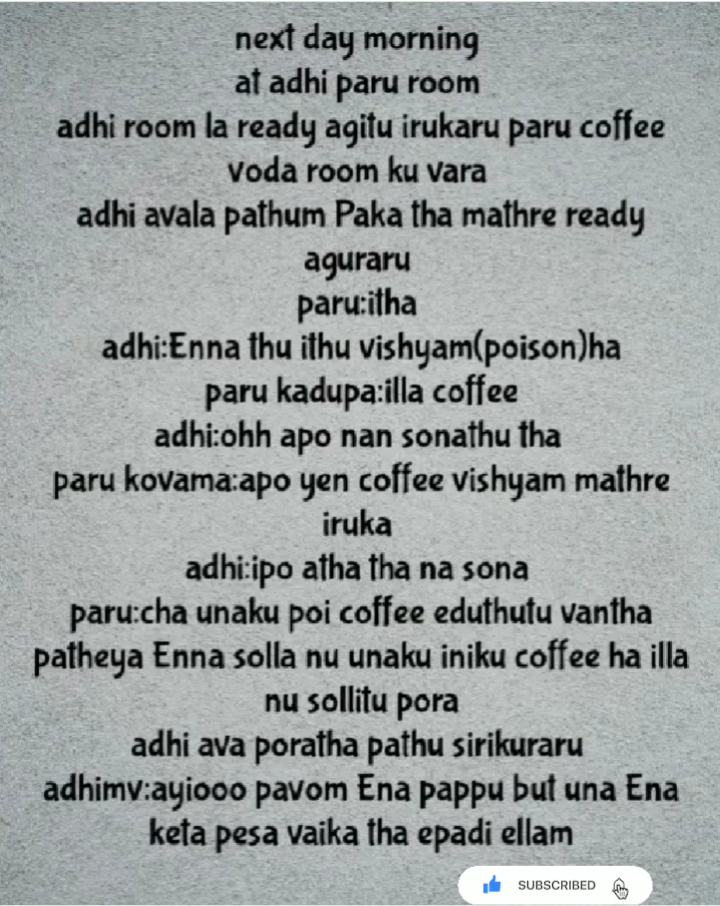 next day morning
at adhi paru room
adhi room la ready agitu irukaru paru coffee
voda room ku vara
adhi avala pathum Paka tha mathre ready
aguraru
paru:itha
adhi:Enna thu ithu vishyam(poison)ha
paru kadupa:illa coffee
adhi:ohh apo nan sonathu tha
paru kovama:apo yen coffee vishyam mathre
iruka
adhi:ipo atha tha na sona
paru:cha unaku poi coffee eduthutu vantha
patheya Enna solla nu unaku iniku coffee ha illa
nu sollitu pora
adhi ava poratha pathu sirikuraru
adhimv:ayiooo pavom Ena pappu but una Ena
keta pesa vaika tha epadi ellam
SUBSCRIBED